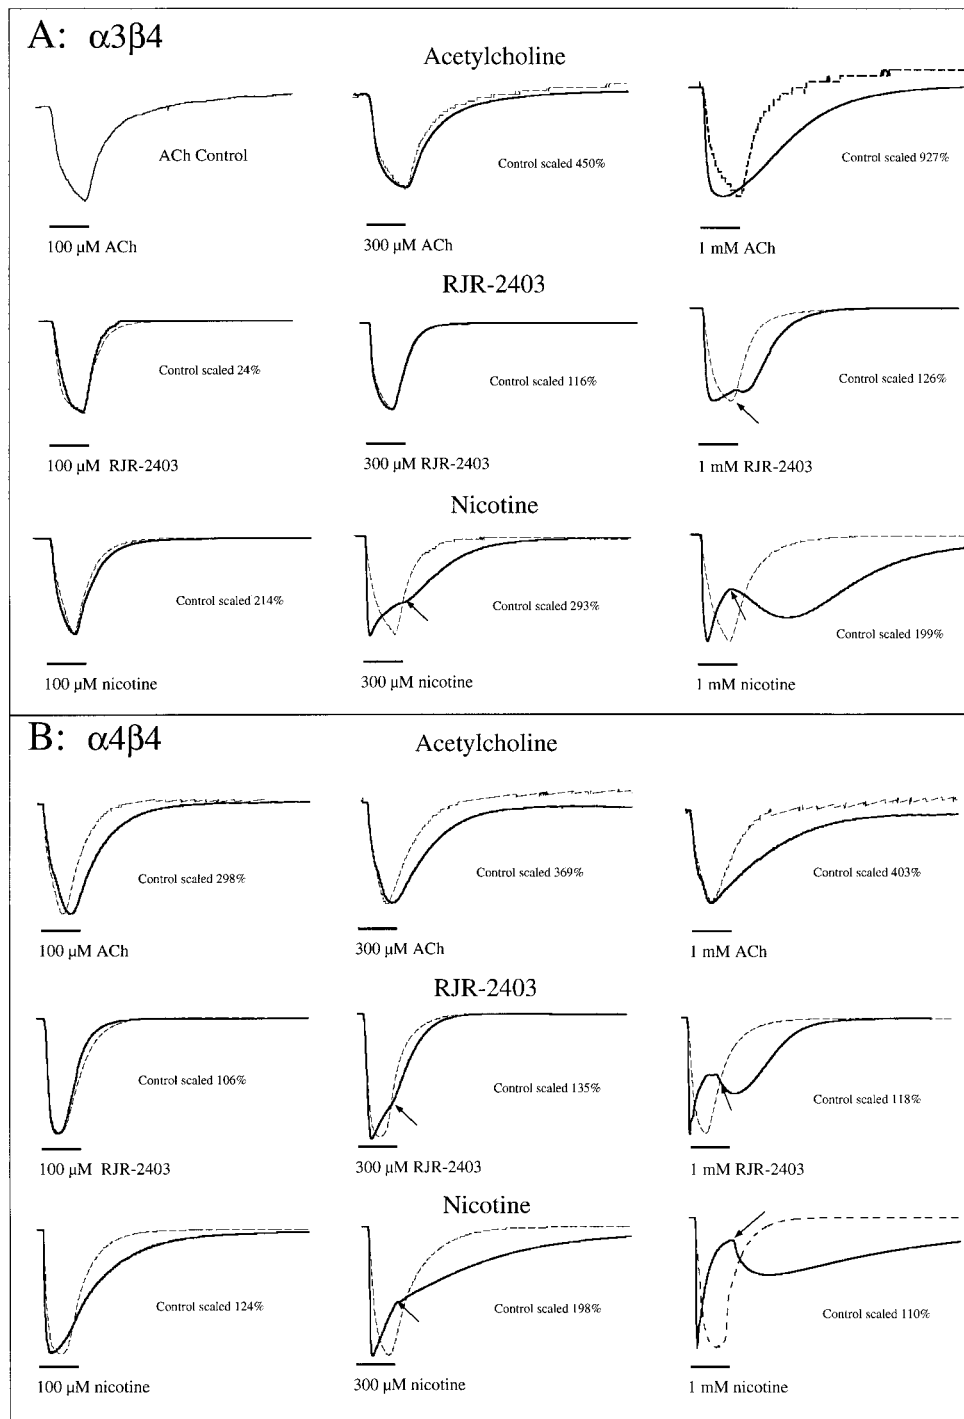 A: α3β4
Acetylcholine
ACh Control
Control scaled 450%
Control scaled 927%
100 µM ACh
300 µM ACh
1 mM ACh
RJR-2403
Control scaled 24%
Control scaled 116%
Control scaled 126%
100 µM RJR-2403
300 µM RJR-2403
1 mM RJR-2403
Nicotine
Control scaled 214%
Control scaled 293%
Control scaled 199%
100 µM nicotine
300 µM nicotine
1 mM nicotine
B: α4β4
Acetylcholine
Control scaled 298%
Control scaled 369%
Control scaled 403%
100 µM ACh
300 µM ACh
1 mM ACh
RJR-2403
Control scaled 106%
Control scaled 135%
Control scaled 118%
100 µM RJR-2403
300 µM RJR-2403
1 mM RJR-2403
Nicotine
Control scaled 124%
Control scaled 198%
Control scaled 110%
100 µM nicotine
300 µM nicotine
1 mM nicotine